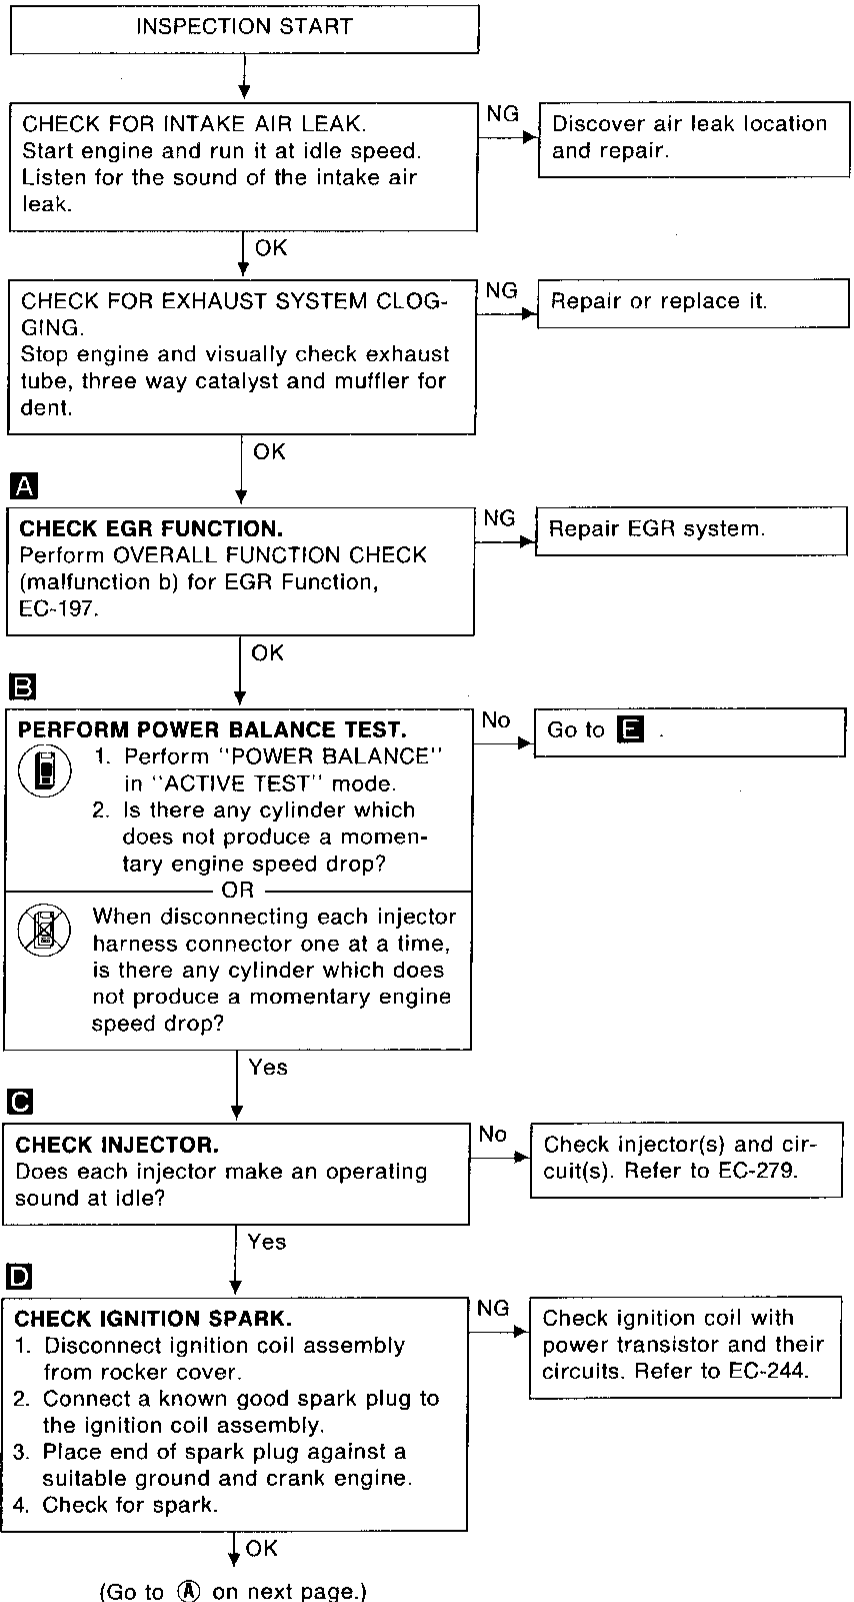 INSPECTION START
CHECK FOR INTAKE AIR LEAK.
Start engine and run it at idle speed.
Listen for the sound of the intake air
leak.
NG
Discover air leak location
and repair.
OK
CHECK FOR EXHAUST SYSTEM CLOG-
GING.
Stop engine and visually check exhaust
tube, three way catalyst and muffler for
dent.
NG
Repair or replace it.
OK
A
CHECK EGR FUNCTION.
Perform OVERALL FUNCTION CHECK
(malfunction b) for EGR Function,
EC-197.
NG
Repair EGR system.
OK
B
PERFORM POWER BALANCE TEST.
1. Perform "POWER BALANCE"
in "ACTIVE TEST" mode.
2. Is there any cylinder which
does not produce a momen-
tary engine speed drop?
OR
When disconnecting each injector
harness connector one at a time,
is there any cylinder which does
not produce a momentary engine
speed drop?
No
Go to E .
Yes
C
CHECK INJECTOR.
Does each injector make an operating
sound at idle?
No
Check injector(s) and cir-
cuit(s). Refer to EC-279.
Yes
D
CHECK IGNITION SPARK.
1. Disconnect ignition coil assembly
from rocker cover.
2. Connect a known good spark plug to
the ignition coil assembly.
3. Place end of spark plug against a
suitable ground and crank engine.
4. Check for spark.
NG
Check ignition coil with
power transistor and their
circuits. Refer to EC-244.
OK
(Go to Ⓐ on next page.)